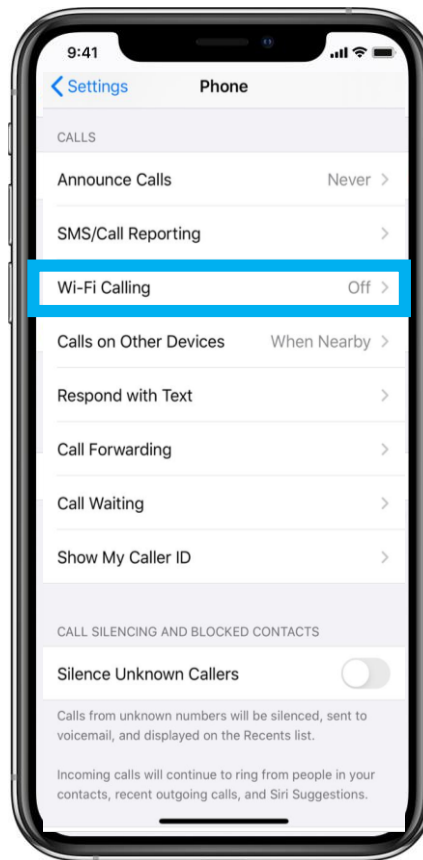 9:41
Settings Phone
CALLS
Announce Calls Never
SMS/Call Reporting
Wi-Fi Calling Off
Calls on Other Devices When Nearby
Respond with Text
Call Forwarding
Call Waiting
Show My Caller ID
CALL SILENCING AND BLOCKED CONTACTS
Silence Unknown Callers
Calls from unknown numbers will be silenced, sent to
voicemail, and displayed on the Recents list.
Incoming calls will continue to ring from people in your
contacts, recent outgoing calls, and Siri Suggestions.